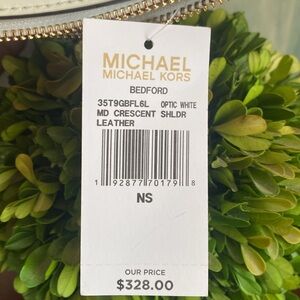 MICHAEL
MICHAEL KORS
BEDFORD
35T9GBFL6L OPTIC WHITE
MD CRESCENT SHLDR
LEATHER
1 92877 70179 8
NS
OUR PRICE
$328.00